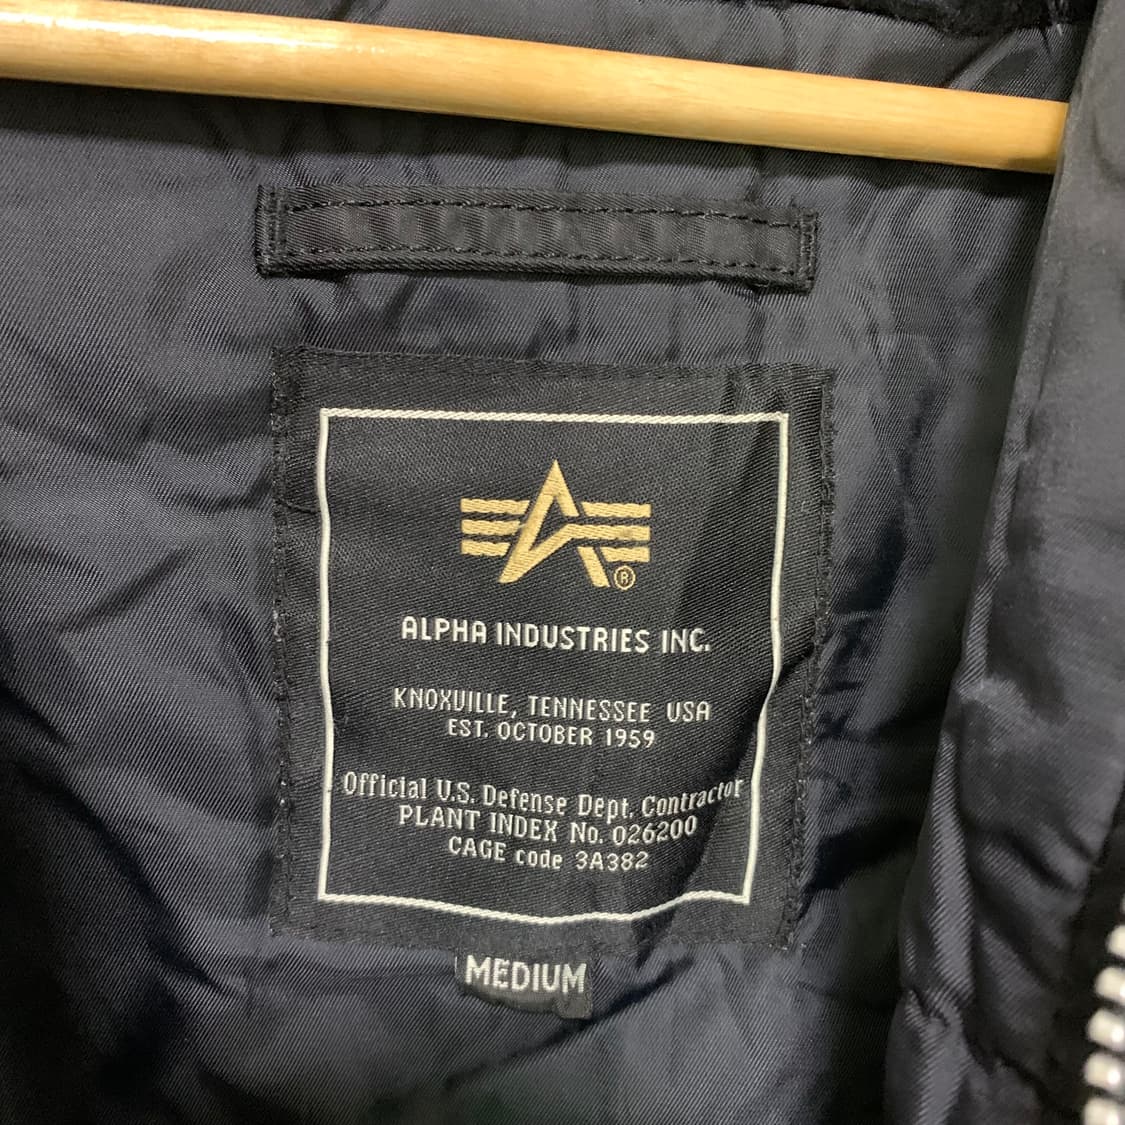 ®
ALPHA INDUSTRIES INC.
KNOXVILLE, TENNESSEE USA
EST. OCTOBER 1959
Official U.S. Defense Dept. Contractor
PLANT INDEX No. 026200
CAGE code 3A382
MEDIUM